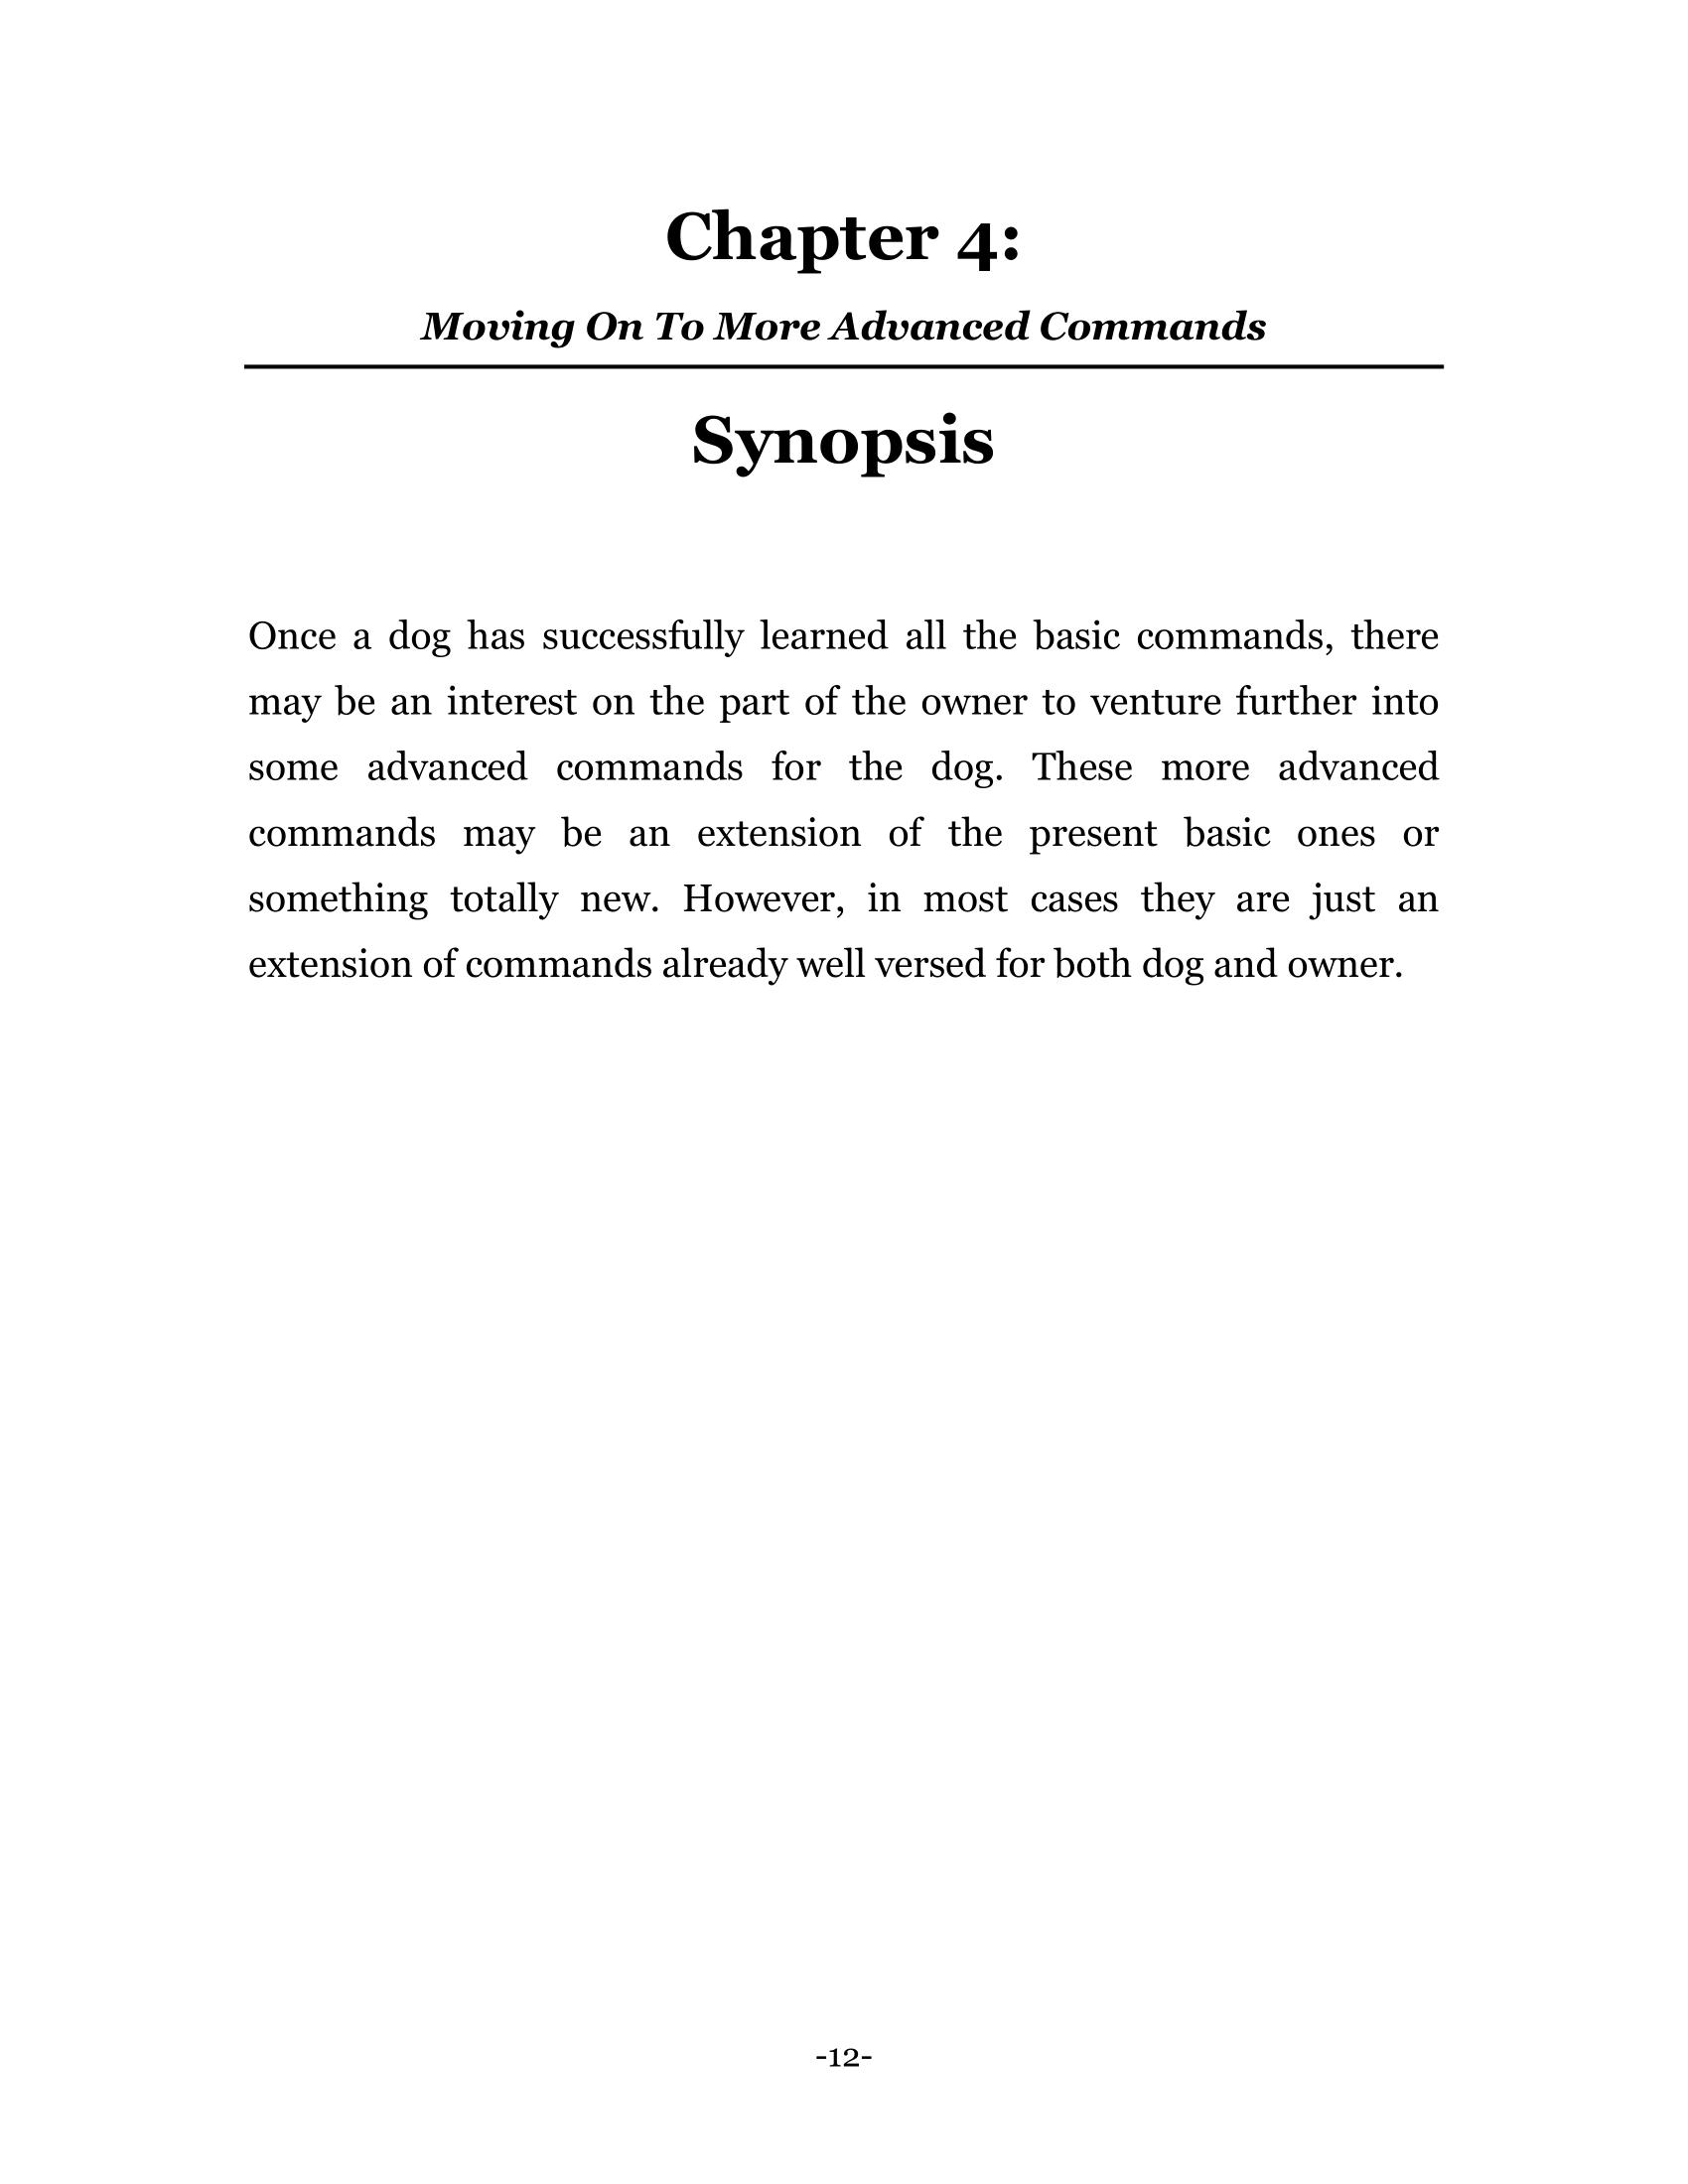 Chapter 4:
Moving On To More Advanced Commands
Synopsis
Once a dog has successfully learned all the basic commands, there
may be an interest on the part of the owner to venture further into
some advanced commands for the dog. These more advanced
commands may be an extension of the present basic ones or
something totally new. However, in most cases they are just an
extension of commands already well versed for both dog and owner.
-12-